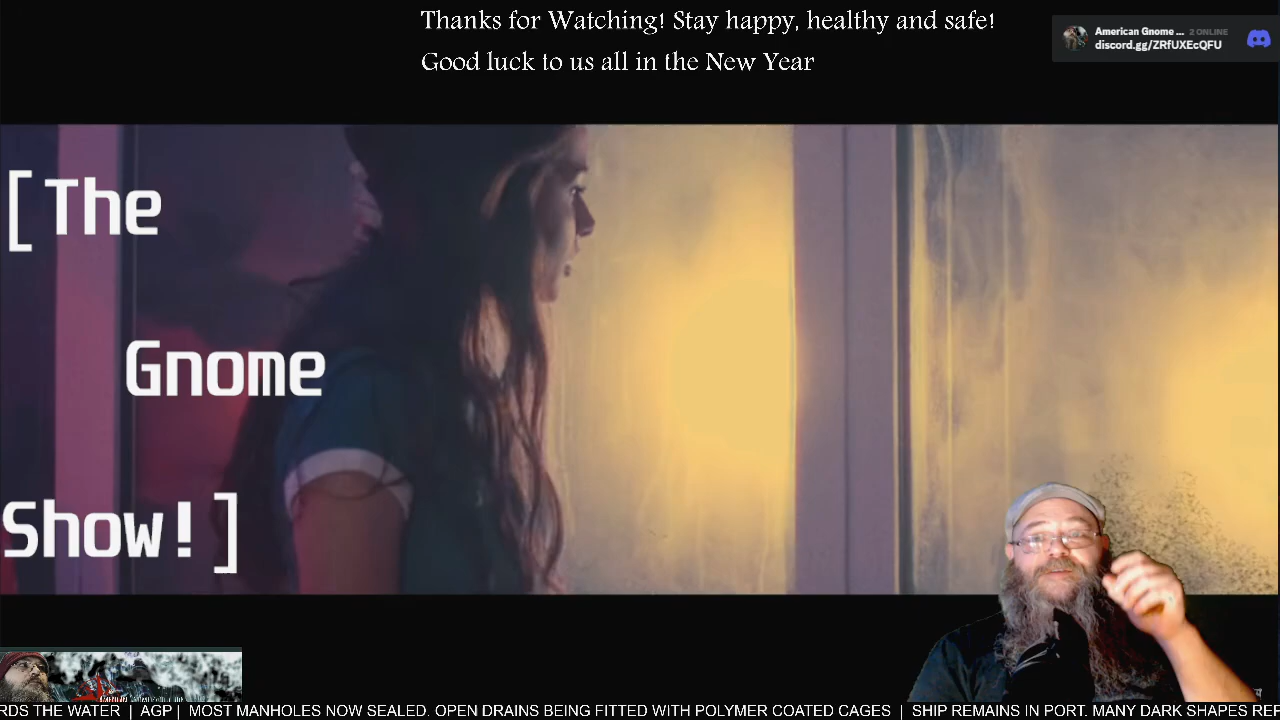 Thanks for Watching! Stay happy, healthy and safe!
Good luck to us all in the New Year
American Gnome ... 2 ONLINE
discord.gg/ZRfUXEcQFU
[The
Gnome
Show!]
RDS THE WATER | AGP | MOST MANHOLES NOW SEALED. OPEN DRAINS BEING FITTED WITH POLYMER COATED CAGES | SHIP REMAINS IN PORT. MANY DARK SHAPES REP